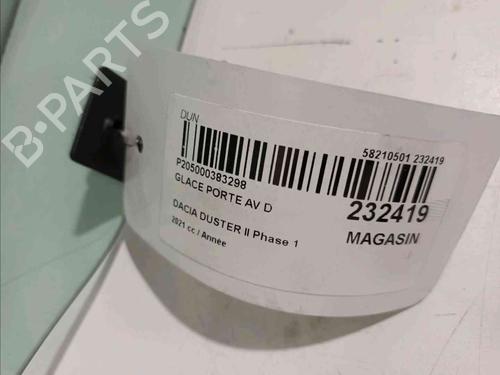 B-PARTS
DUN
58210501 232419
P205000383298
GLACE PORTE AV D
232419
DACIA DUSTER II Phase 1
MAGASIN
2021 cc / Année